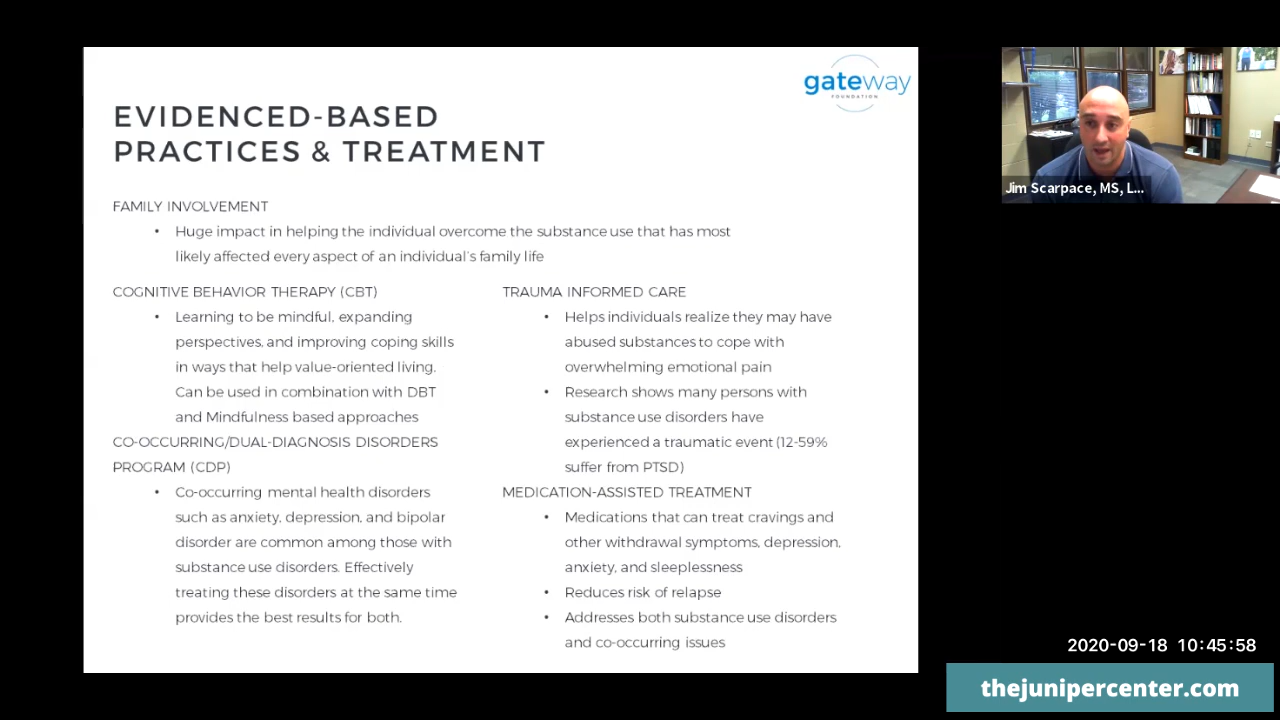 gateway
FOUNDATION
EVIDENCED-BASED
PRACTICES & TREATMENT
FAMILY INVOLVEMENT
• Huge impact in helping the individual overcome the substance use that has most
likely affected every aspect of an individual's family life
COGNITIVE BEHAVIOR THERAPY (CBT)
• Learning to be mindful, expanding
perspectives, and improving coping skills
in ways that help value-oriented living.
Can be used in combination with DBT
and Mindfulness based approaches
CO-OCCURRING/DUAL-DIAGNOSIS DISORDERS
PROGRAM (CDP)
• Co-occurring mental health disorders
such as anxiety, depression, and bipolar
disorder are common among those with
substance use disorders. Effectively
treating these disorders at the same time
provides the best results for both.
TRAUMA INFORMED CARE
• Helps individuals realize they may have
abused substances to cope with
overwhelming emotional pain
• Research shows many persons with
substance use disorders have
experienced a traumatic event (12-59%
suffer from PTSD)
MEDICATION-ASSISTED TREATMENT
• Medications that can treat cravings and
other withdrawal symptoms, depression,
anxiety, and sleeplessness
• Reduces risk of relapse
• Addresses both substance use disorders
and co-occurring issues
Jim Scarpace, MS, L...
2020-09-18 10:45:58
thejunipercenter.com